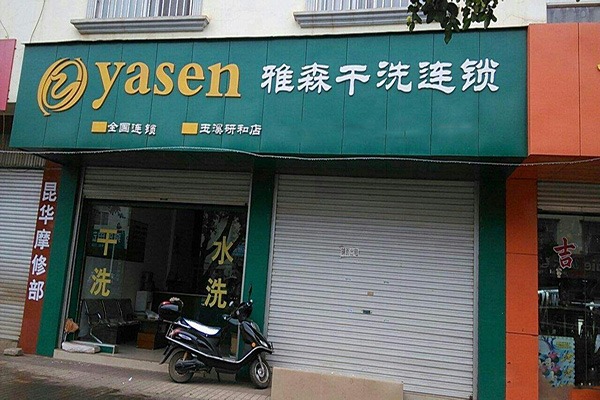 yasen 雅森干洗连锁
全国连锁 玉溪研和店
昆华摩修部
干洗
水洗
吉